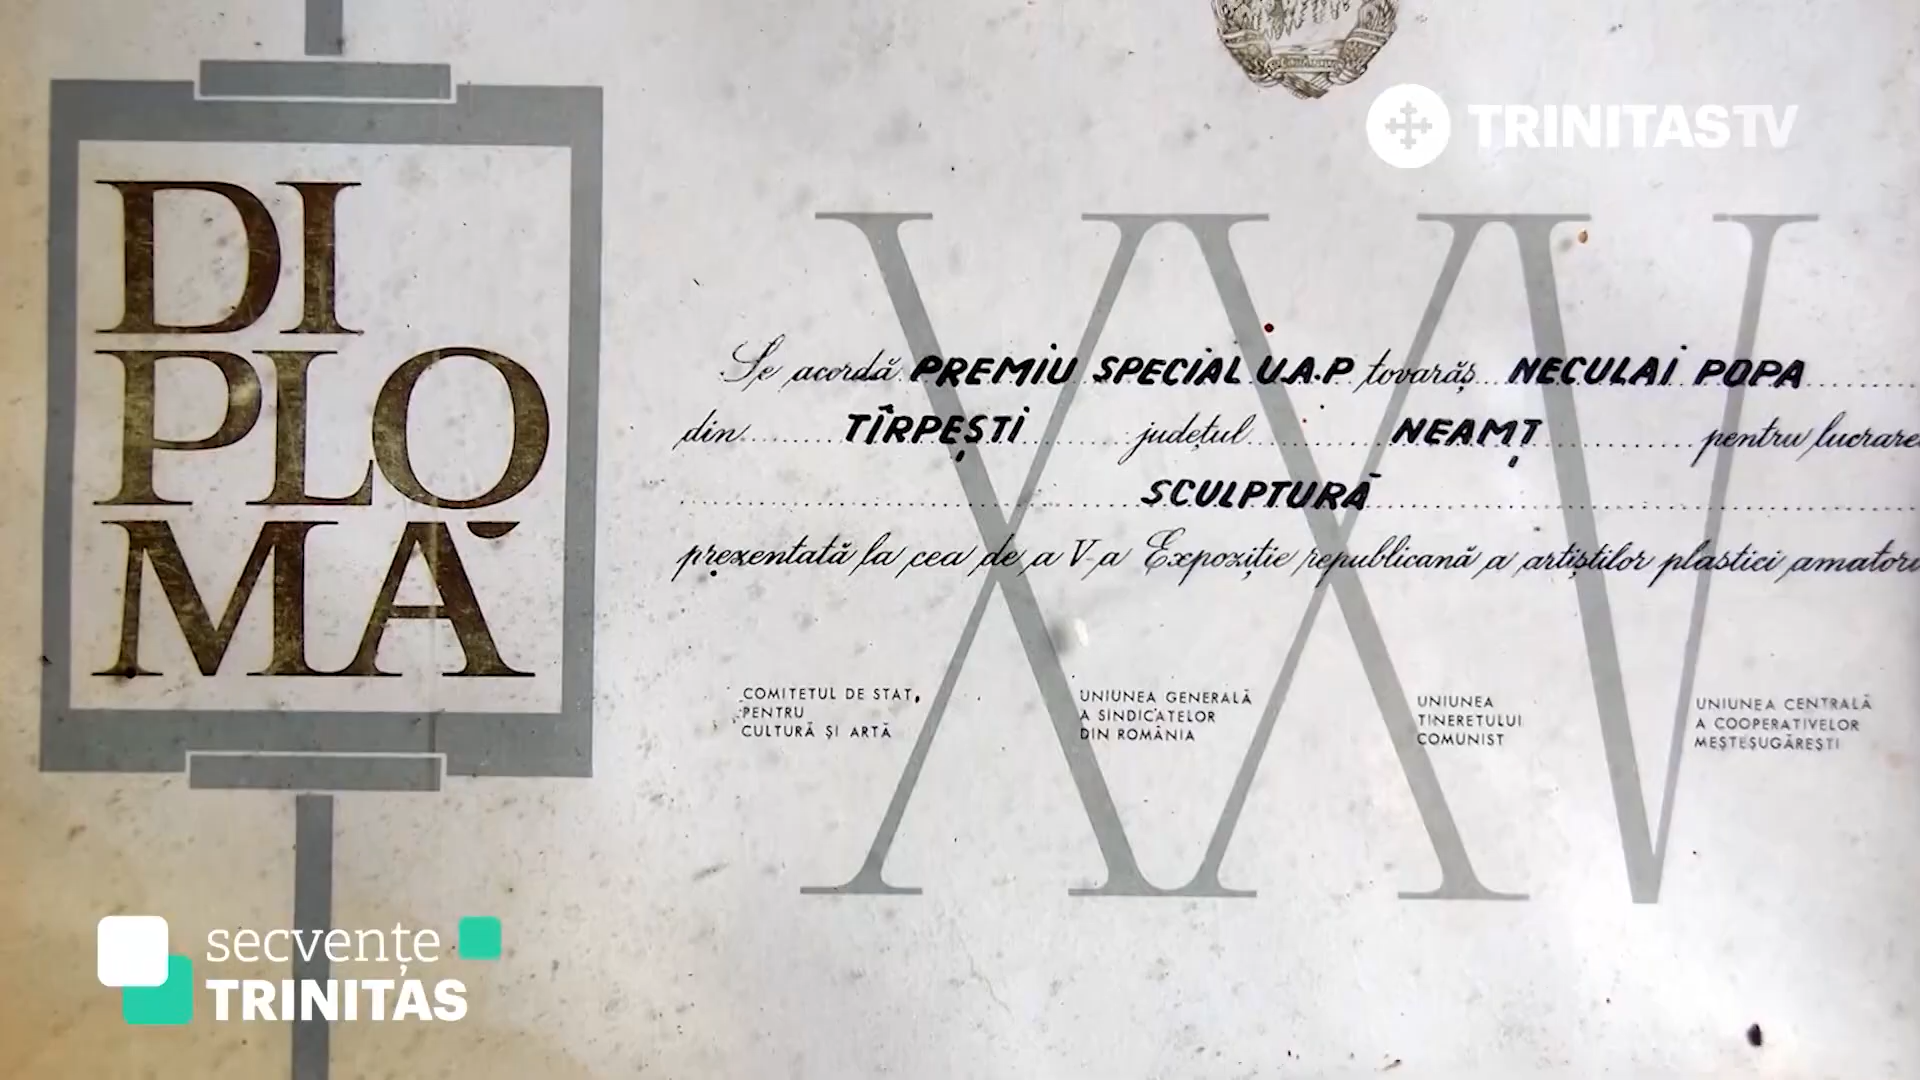 TRINITAS TV
DI
PLO
MĂ
XXV
Se acordă PREMIU SPECIAL U.A.P tovarăș NECULAI POPA
din TÎRPEȘTI județul NEAMȚ pentru lucrarea
SCULPTURĂ
prezentată la cea de a V-a Expoziție republicană a artiștilor plastici amatori
COMITETUL DE STAT
PENTRU
CULTURĂ ȘI ARTĂ
UNIUNEA GENERALĂ
A SINDICATELOR
DIN ROMÂNIA
UNIUNEA
TINERETULUI
COMUNIST
UNIUNEA CENTRALĂ
A COOPERATIVELOR
MEȘTEȘUGĂREȘTI
secvențe
TRINITAS